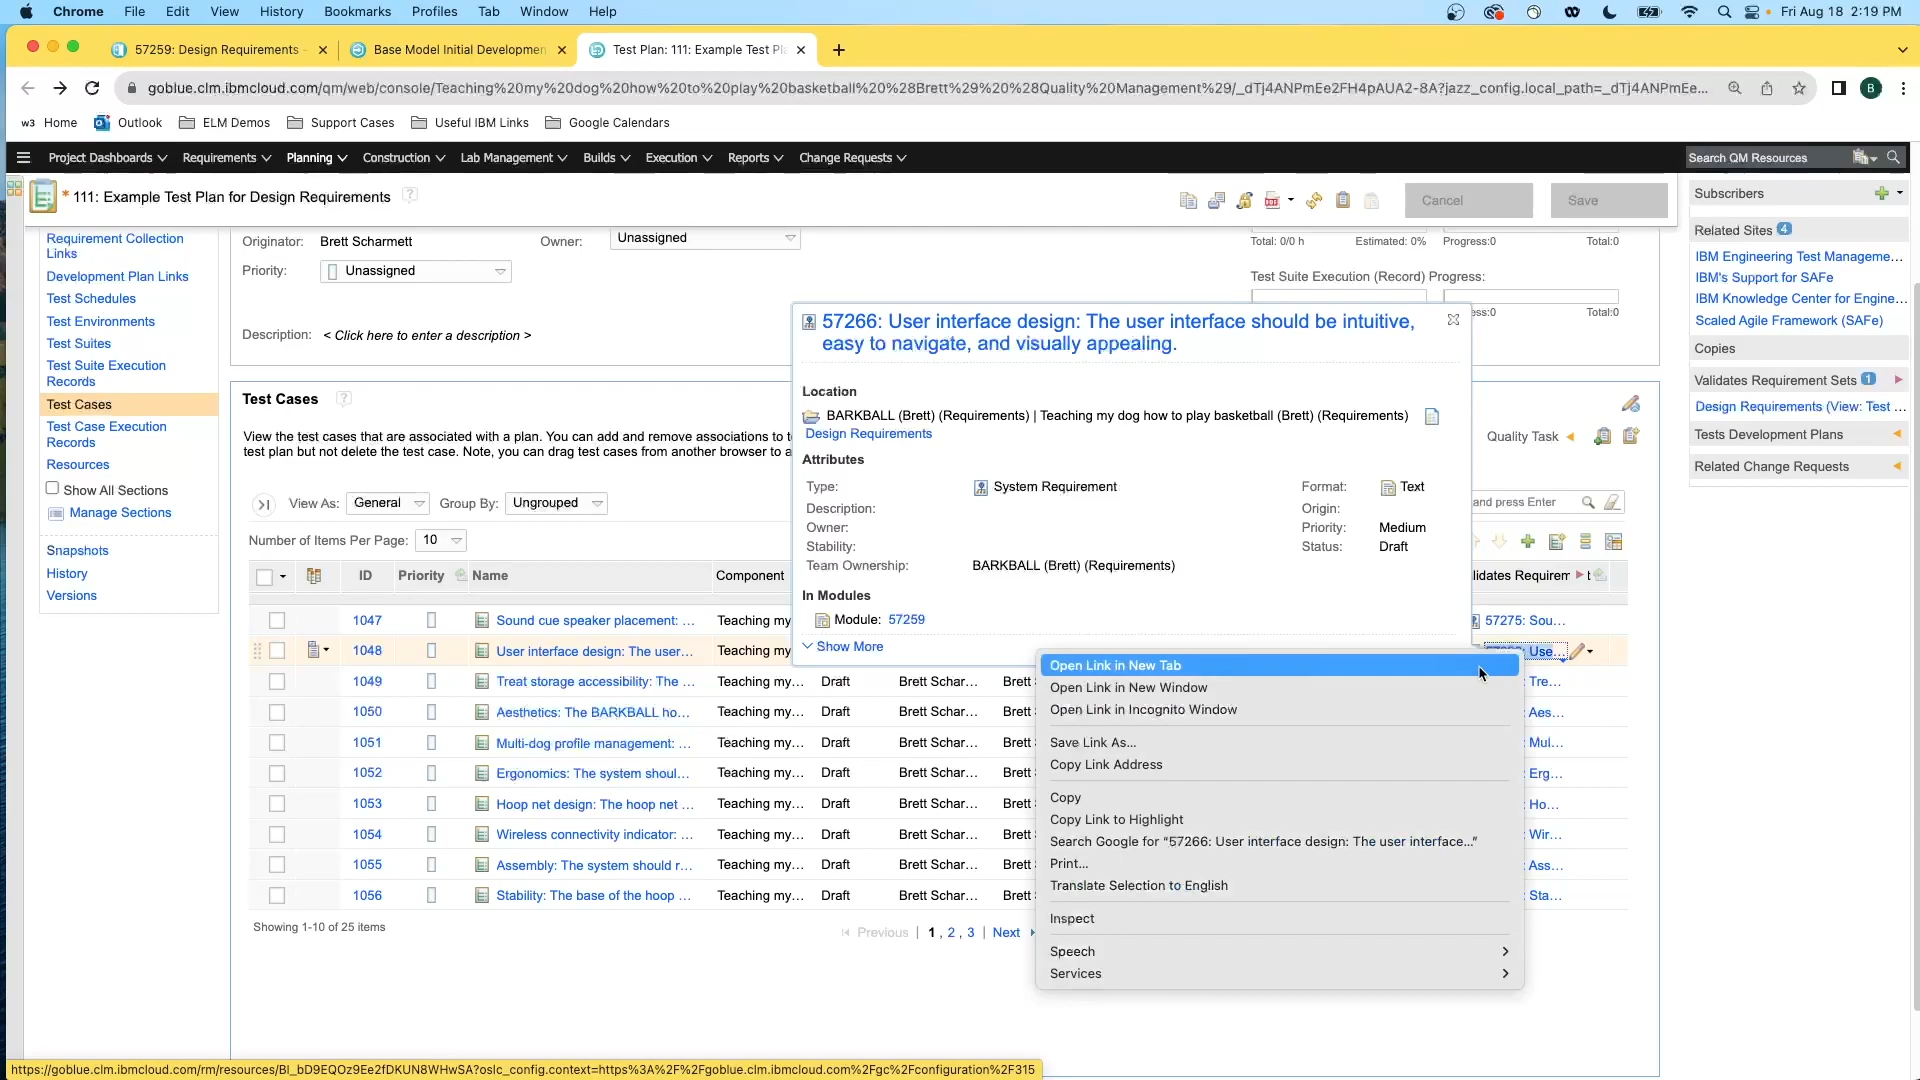 Chrome File Edit View History Bookmarks Profiles Tab Window Help Fri Aug 18 2:19 PM
57259: Design Requirements - Base Model Initial Developmen Test Plan: 111: Example Test Pl
goblue.clm.ibmcloud.com/qm/web/console/Teaching%20my%20dog%20how%20to%20play%20basketball%20%28Brett%29%20%28Quality%20Management%29/_dTj4ANPmEe2FH4pAUA2-8A?jazz_config.local_path=_dTj4ANPmEe... B
w3 Home Outlook ELM Demos Support Cases Useful IBM Links Google Calendars
Project Dashboards Requirements Planning Construction Lab Management Builds Execution Reports Change Requests Search QM Resources
* 111: Example Test Plan for Design Requirements ? Cancel Save
Subscribers
Related Sites 4
IBM Engineering Test Manageme...
IBM's Support for SAFe
IBM Knowledge Center for Engine...
Scaled Agile Framework (SAFe)
Copies
Validates Requirement Sets 1
Design Requirements (View: Test ...
Tests Development Plans
Related Change Requests
Requirement Collection
Links
Development Plan Links
Test Schedules
Test Environments
Test Suites
Test Suite Execution
Records
Test Cases
Test Case Execution
Records
Resources
Show All Sections
Manage Sections
Snapshots
History
Versions
Originator: Brett Scharmett Owner: Unassigned
Total: 0/0 h Estimated: 0% Progress:0 Total:0
Priority: Unassigned
Test Suite Execution (Record) Progress:
ess:0 Total:0
Description: < Click here to enter a description >
57266: User interface design: The user interface should be intuitive,
easy to navigate, and visually appealing.
Location
BARKBALL (Brett) (Requirements) | Teaching my dog how to play basketball (Brett) (Requirements)
Design Requirements
Attributes
Type: System Requirement Format: Text
Description: Origin:
Owner: Priority: Medium
Stability: Status: Draft
Team Ownership: BARKBALL (Brett) (Requirements)
In Modules
Module: 57259
Show More
Test Cases ?
View the test cases that are associated with a plan. You can add and remove associations to t
test plan but not delete the test case. Note, you can drag test cases from another browser to a
Quality Task
View As: General Group By: Ungrouped
and press Enter
Number of Items Per Page: 10
ID Priority Name Component lidates Requirem t
1047 Sound cue speaker placement: ... Teaching my 57275: Sou...
1048 User interface design: The user... Teaching my Use...
1049 Treat storage accessibility: The ... Teaching my... Draft Brett Schar... Brett : Tre...
1050 Aesthetics: The BARKBALL ho... Teaching my... Draft Brett Schar... Brett : Aes...
1051 Multi-dog profile management: ... Teaching my... Draft Brett Schar... Brett : Mul...
1052 Ergonomics: The system shoul... Teaching my... Draft Brett Schar... Brett : Erg...
1053 Hoop net design: The hoop net ... Teaching my... Draft Brett Schar... Brett : Ho...
1054 Wireless connectivity indicator: ... Teaching my... Draft Brett Schar... Brett : Wir...
1055 Assembly: The system should r... Teaching my... Draft Brett Schar... Brett : Ass...
1056 Stability: The base of the hoop ... Teaching my... Draft Brett Schar... Brett : Sta...
Showing 1-10 of 25 items Previous | 1 , 2 , 3 | Next
Open Link in New Tab
Open Link in New Window
Open Link in Incognito Window
Save Link As...
Copy Link Address
Copy
Copy Link to Highlight
Search Google for “57266: User interface design: The user interface...”
Print...
Translate Selection to English
Inspect
Speech
Services
https://goblue.clm.ibmcloud.com/rm/resources/BI_bD9EQOz9Ee2fDKUN8WHwSA?oslc_config.context=https%3A%2F%2Fgoblue.clm.ibmcloud.com%2Fgc%2Fconfiguration%2F315